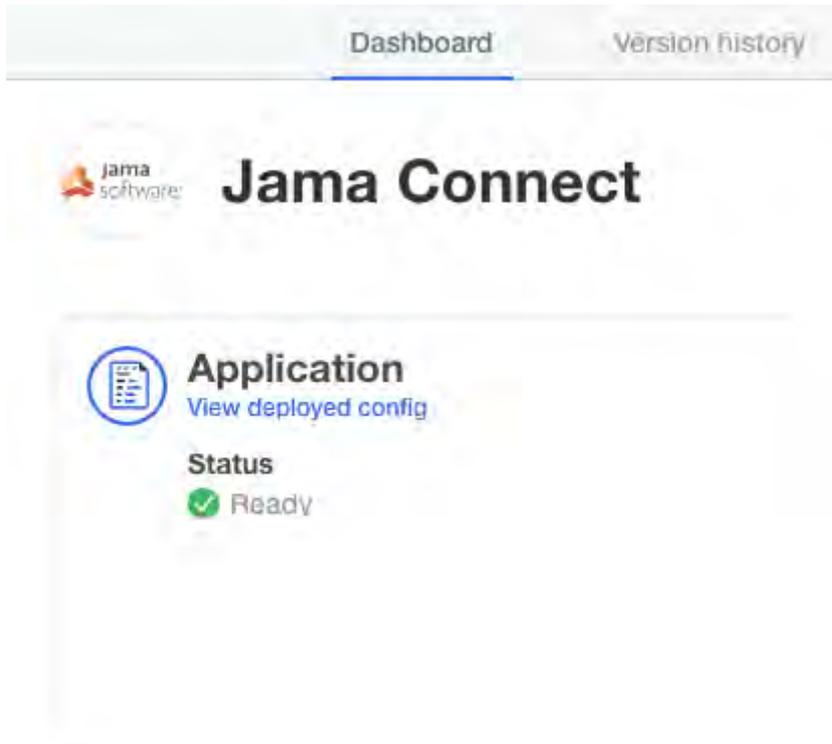 Dashboard Version history
jama
software
Jama Connect
Application
View deployed config
Status
Ready